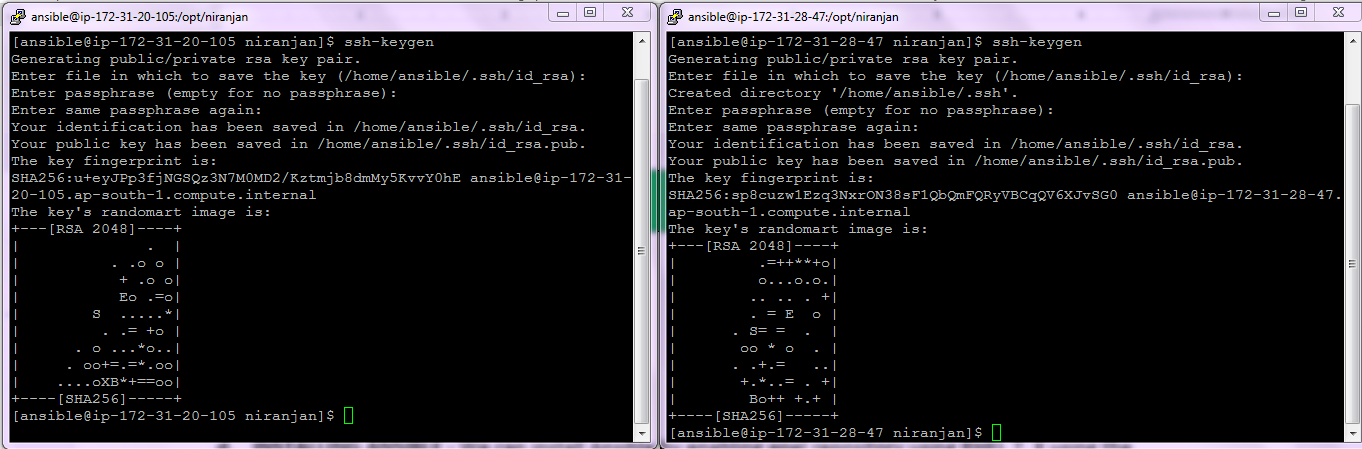 ansible@ip-172-31-20-105:/opt/niranjan
[ansible@ip-172-31-20-105 niranjan]$ ssh-keygen
Generating public/private rsa key pair.
Enter file in which to save the key (/home/ansible/.ssh/id_rsa):
Enter passphrase (empty for no passphrase):
Enter same passphrase again:
Your identification has been saved in /home/ansible/.ssh/id_rsa.
Your public key has been saved in /home/ansible/.ssh/id_rsa.pub.
The key fingerprint is:
SHA256:u+eyJPp3fjNGSQz3N7M0MD2/Kztmjb8dmMy5KvvY0hE ansible@ip-172-31-
20-105.ap-south-1.compute.internal
The key's randomart image is:
+---[RSA 2048]----+
|              .  |
|          . .o o |
|           + .o o|
|           Eo .=o|
|        S  .....*|
|         . .= +o |
|      . o ...*o..|
|     . oo+=.=*.oo|
|    ....oXB*+==oo|
+----[SHA256]-----+
[ansible@ip-172-31-20-105 niranjan]$
ansible@ip-172-31-28-47:/opt/niranjan
[ansible@ip-172-31-28-47 niranjan]$ ssh-keygen
Generating public/private rsa key pair.
Enter file in which to save the key (/home/ansible/.ssh/id_rsa):
Created directory '/home/ansible/.ssh'.
Enter passphrase (empty for no passphrase):
Enter same passphrase again:
Your identification has been saved in /home/ansible/.ssh/id_rsa.
Your public key has been saved in /home/ansible/.ssh/id_rsa.pub.
The key fingerprint is:
SHA256:sp8cuzwlEzq3NxrON38sFlQbQmFQRyVBCqQV6XJvSG0 ansible@ip-172-31-28-47.
ap-south-1.compute.internal
The key's randomart image is:
+---[RSA 2048]----+
|         .=++**+o|
|         o...o.o.|
|        .. .. . +|
|        . = E  o |
|      . S= =  .  |
|       oo * o  . |
|      . .+.=   ..|
|       +.*..= . +|
|        Bo++ +.+ |
+----[SHA256]-----+
[ansible@ip-172-31-28-47 niranjan]$